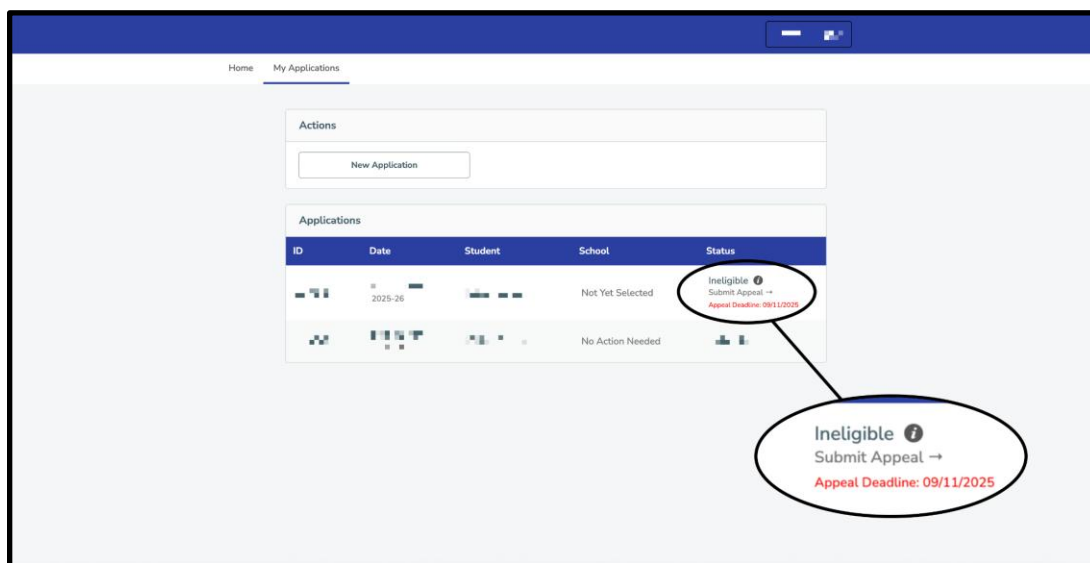 Home My Applications
Actions
New Application
Applications
ID Date Student School Status
Not Yet Selected
2025-26
Ineligible
Submit Appeal →
Appeal Deadline: 09/11/2025
No Action Needed
Ineligible
Submit Appeal →
Appeal Deadline: 09/11/2025